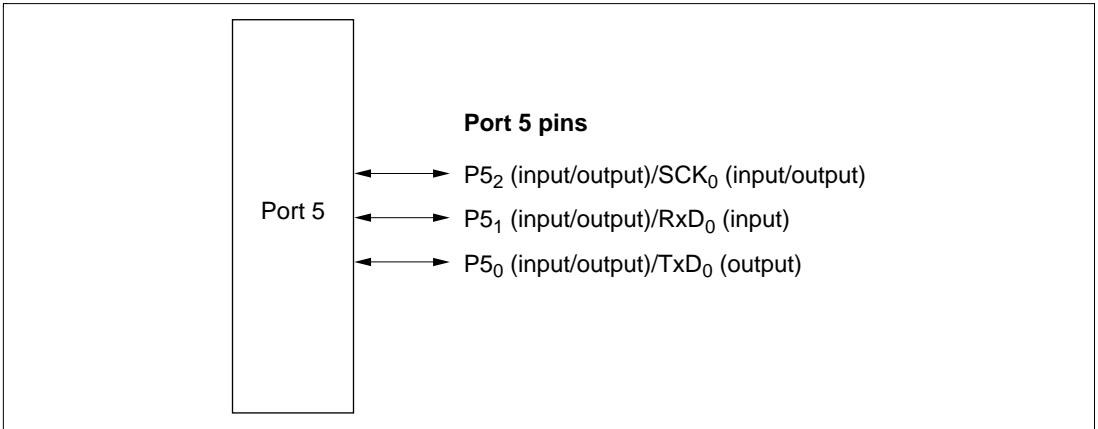 Port 5 pins
P5₂ (input/output)/SCK₀ (input/output)
Port 5
P5₁ (input/output)/RxD₀ (input)
P5₀ (input/output)/TxD₀ (output)